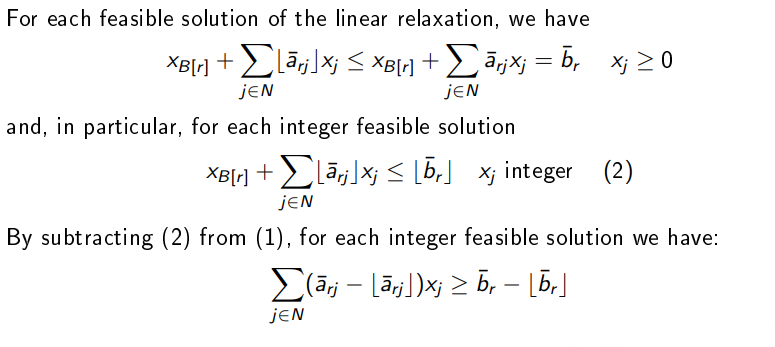 For each feasible solution of the linear relaxation, we have
x_{B[r]} + ∑_{j∈N} ⌊ā_{rj}⌋x_j ≤ x_{B[r]} + ∑_{j∈N} ā_{rj}x_j = b̄_r   x_j ≥ 0
and, in particular, for each integer feasible solution
x_{B[r]} + ∑_{j∈N} ⌊ā_{rj}⌋x_j ≤ ⌊b̄_r⌋   x_j integer   (2)
By subtracting (2) from (1), for each integer feasible solution we have:
∑_{j∈N} (ā_{rj} − ⌊ā_{rj}⌋)x_j ≥ b̄_r − ⌊b̄_r⌋